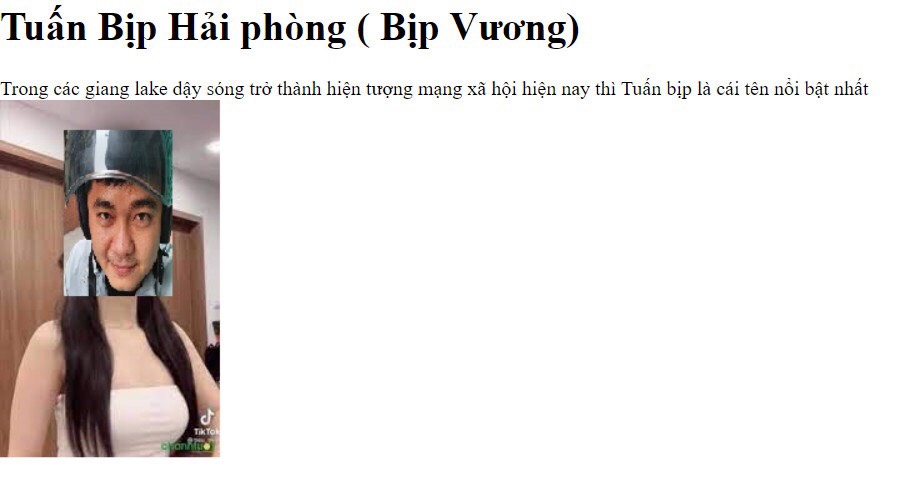 Tuấn Bịp Hải phòng ( Bịp Vương)
Trong các giang lake dậy sóng trở thành hiện tượng mạng xã hội hiện nay thì Tuấn bịp là cái tên nổi bật nhất
TikTok